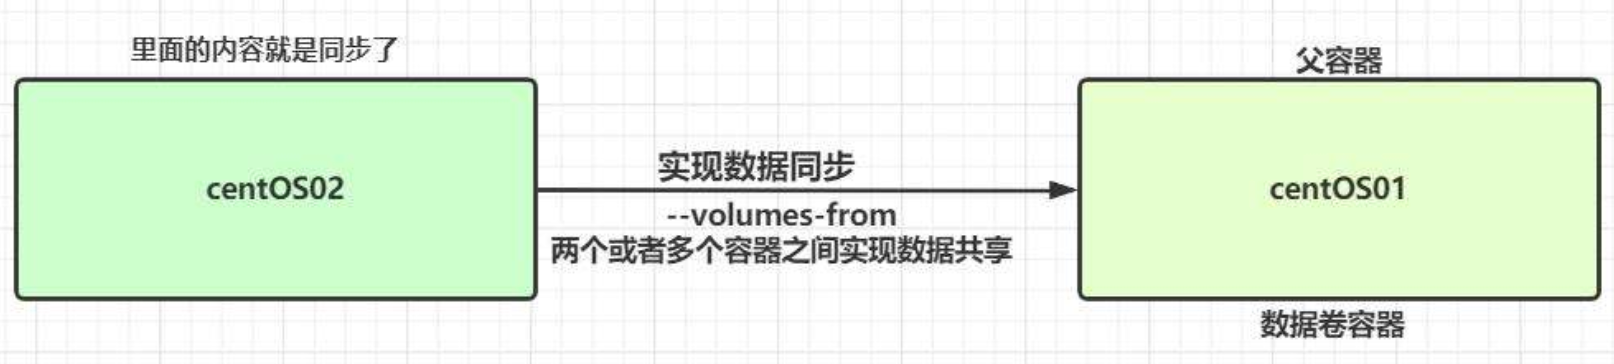 里面的内容就是同步了
父容器
centOS02
实现数据同步
--volumes-from
两个或者多个容器之间实现数据共享
centOS01
数据卷容器